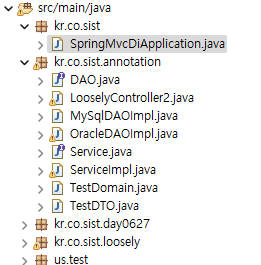 src/main/java
kr.co.sist
SpringMvcDiApplication.java
kr.co.sist.annotation
DAO.java
LooselyController2.java
MySqlDAOImpl.java
OracleDAOImpl.java
Service.java
ServiceImpl.java
TestDomain.java
TestDTO.java
kr.co.sist.day0627
kr.co.sist.loosely
us.test